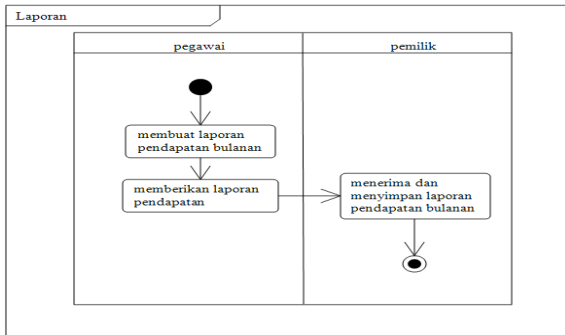 Laporan
pegawai
pemilik
membuat laporan
pendapatan bulanan
memberikan laporan
pendapatan
menerima dan
menyimpan laporan
pendapatan bulanan